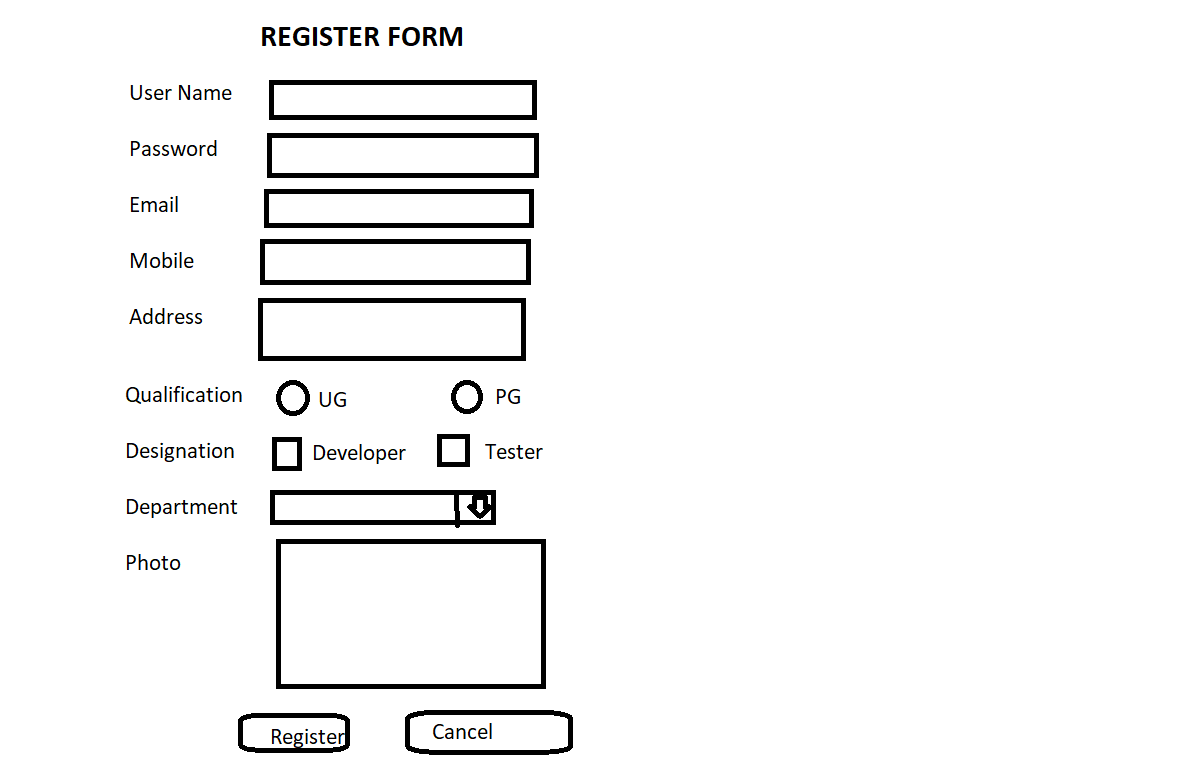 REGISTER FORM
User Name
Password
Email
Mobile
Address
Qualification UG PG
Designation Developer Tester
Department
Photo
Register Cancel